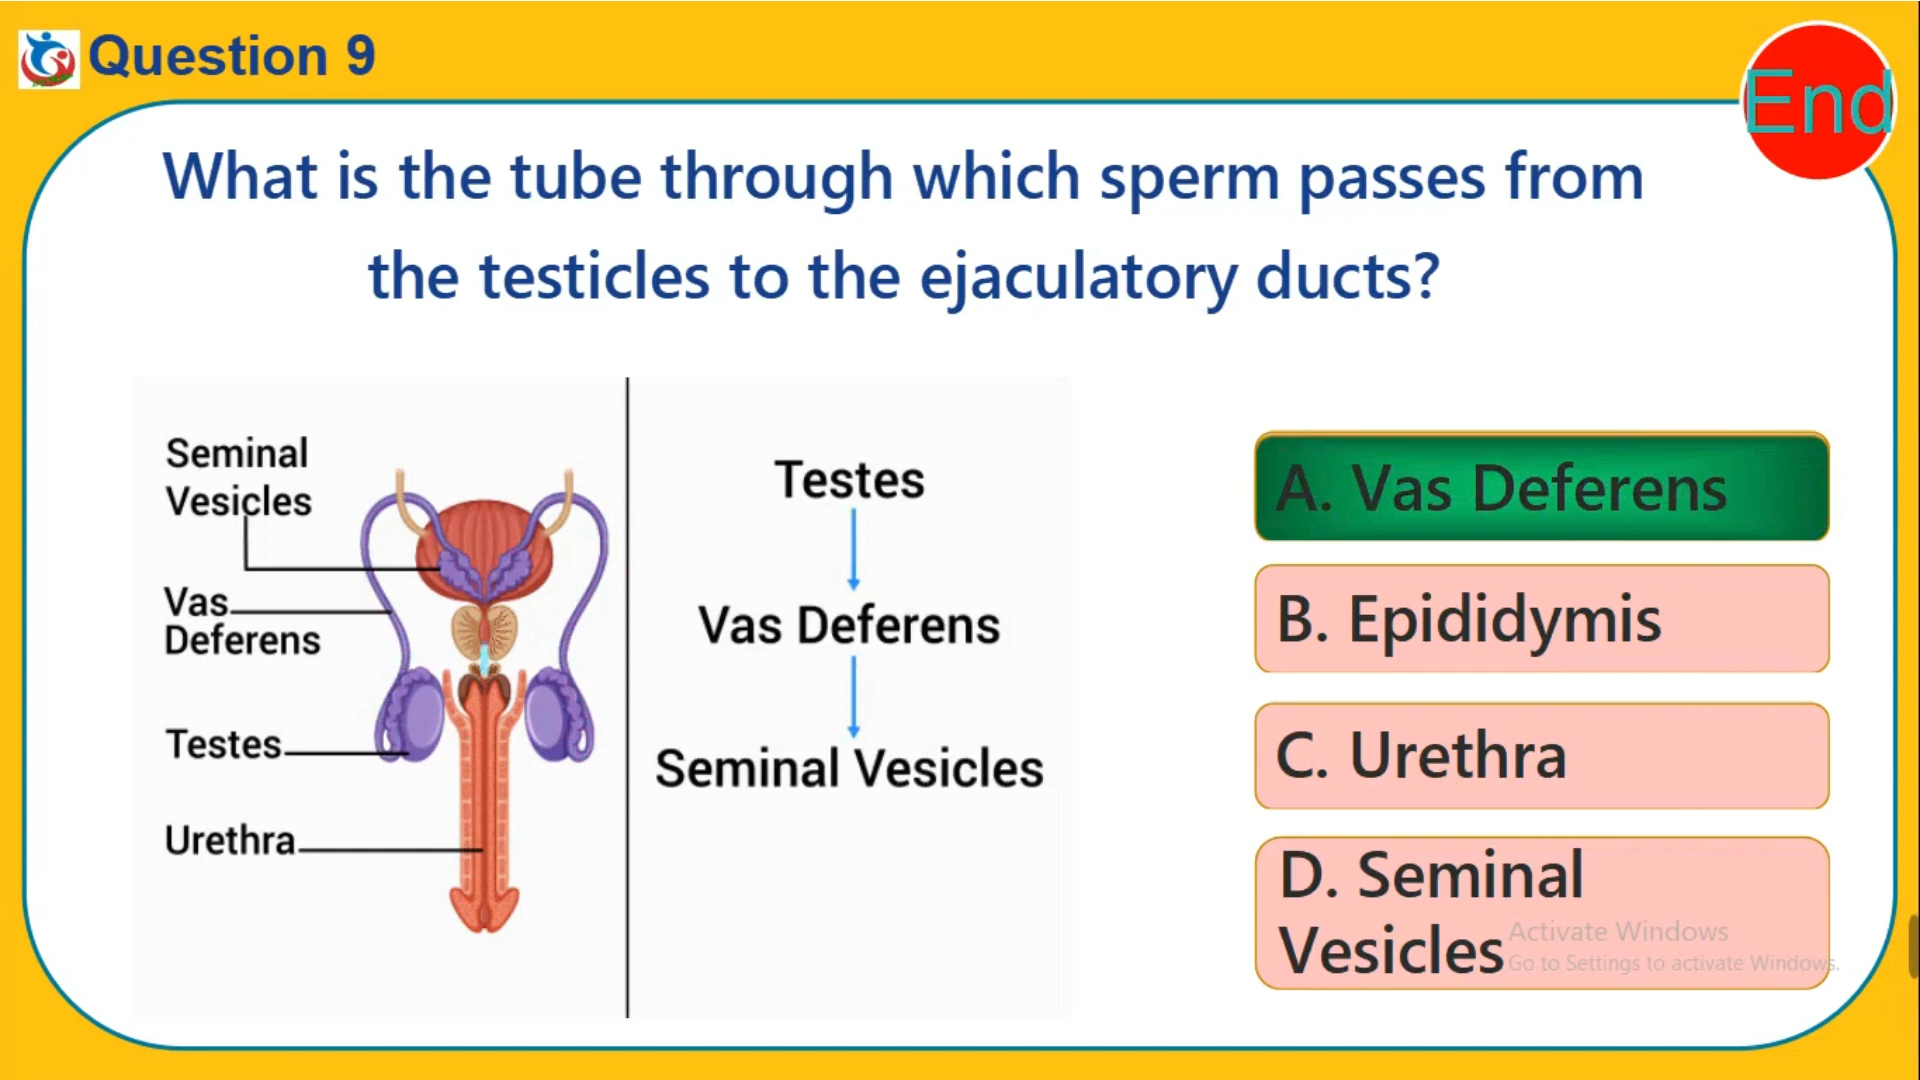 Question 9
End
What is the tube through which sperm passes from
the testicles to the ejaculatory ducts?
Seminal
Vesicles
Vas
Deferens
Testes
Urethra
Testes
Vas Deferens
Seminal Vesicles
A. Vas Deferens
B. Epididymis
C. Urethra
D. Seminal
Vesicles
Activate Windows
Go to Settings to activate Windows.